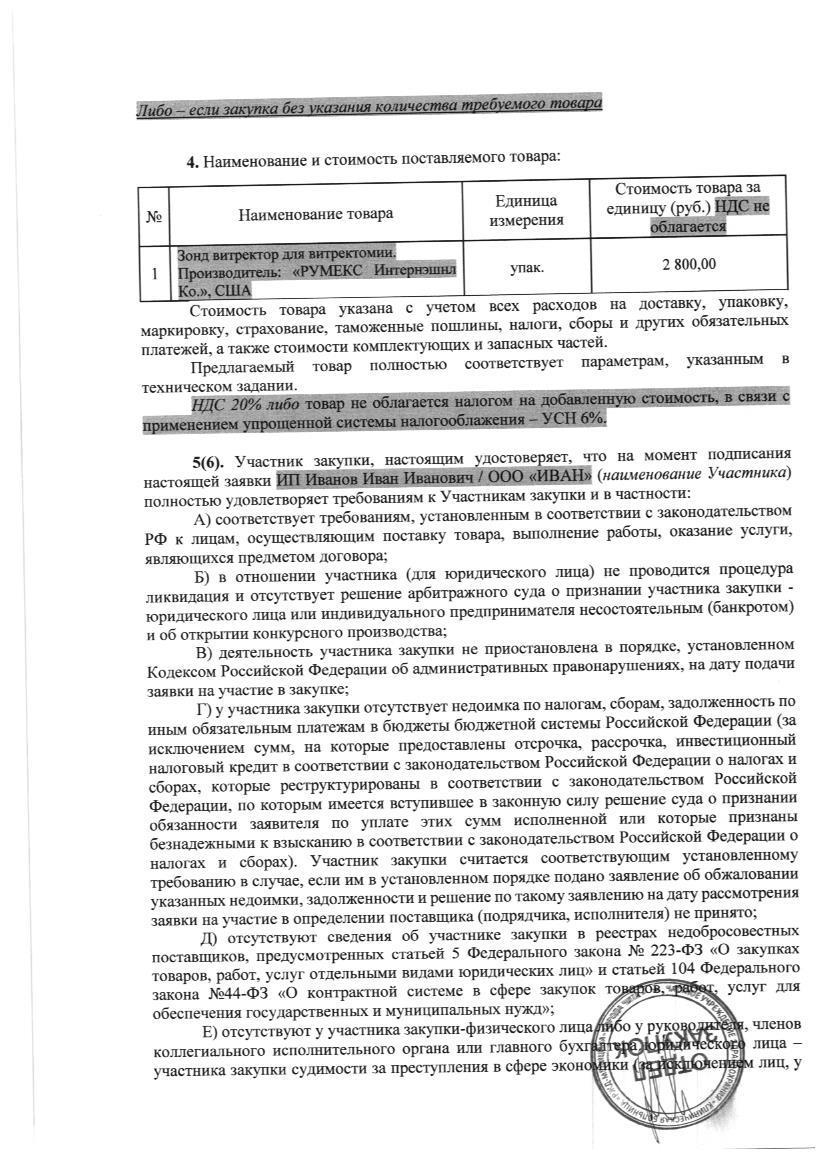 Либо – если закупка без указания количества требуемого товара
4. Наименование и стоимость поставляемого товара:
№
Наименование товара
Единица
измерения
Стоимость товара за
единицу (руб.) НДС не
облагается
1
Зонд витректор для витректомии.
Производитель: «РУМЕКС Интернэшнл
Ко.», США
упак.
2 800,00
Стоимость товара указана с учетом всех расходов на доставку, упаковку,
маркировку, страхование, таможенные пошлины, налоги, сборы и других обязательных
платежей, а также стоимости комплектующих и запасных частей.
Предлагаемый товар полностью соответствует параметрам, указанным в
техническом задании.
НДС 20% либо товар не облагается налогом на добавленную стоимость, в связи с
применением упрощенной системы налогообложения – УСН 6%.
5(6). Участник закупки, настоящим удостоверяет, что на момент подписания
настоящей заявки ИП Иванов Иван Иванович / ООО «ИВАН» (наименование Участника)
полностью удовлетворяет требованиям к Участникам закупки и в частности:
А) соответствует требованиям, установленным в соответствии с законодательством
РФ к лицам, осуществляющим поставку товара, выполнение работы, оказание услуги,
являющихся предметом договора;
Б) в отношении участника (для юридического лица) не проводится процедура
ликвидация и отсутствует решение арбитражного суда о признании участника закупки -
юридического лица или индивидуального предпринимателя несостоятельным (банкротом)
и об открытии конкурсного производства;
В) деятельность участника закупки не приостановлена в порядке, установленном
Кодексом Российской Федерации об административных правонарушениях, на дату подачи
заявки на участие в закупке;
Г) у участника закупки отсутствует недоимка по налогам, сборам, задолженность по
иным обязательным платежам в бюджеты бюджетной системы Российской Федерации (за
исключением сумм, на которые предоставлены отсрочка, рассрочка, инвестиционный
налоговый кредит в соответствии с законодательством Российской Федерации о налогах и
сборах, которые реструктурированы в соответствии с законодательством Российской
Федерации, по которым имеется вступившее в законную силу решение суда о признании
обязанности заявителя по уплате этих сумм исполненной или которые признаны
безнадежными к взысканию в соответствии с законодательством Российской Федерации о
налогах и сборах). Участник закупки считается соответствующим установленному
требованию в случае, если им в установленном порядке подано заявление об обжаловании
указанных недоимки, задолженности и решение по такому заявлению на дату рассмотрения
заявки на участие в определении поставщика (подрядчика, исполнителя) не принято;
Д) отсутствуют сведения об участнике закупки в реестрах недобросовестных
поставщиков, предусмотренных статьей 5 Федерального закона № 223-ФЗ «О закупках
товаров, работ, услуг отдельными видами юридических лиц» и статьей 104 Федерального
закона №44-ФЗ «О контрактной системе в сфере закупок товаров, работ, услуг для
обеспечения государственных и муниципальных нужд»;
Е) отсутствуют у участника закупки-физического лица либо у руководителя, членов
коллегиального исполнительного органа или главного бухгалтера юридического лица –
участника закупки судимости за преступления в сфере экономики (за исключением лиц, у
ОТДЕЛ
ЗАКУПОК